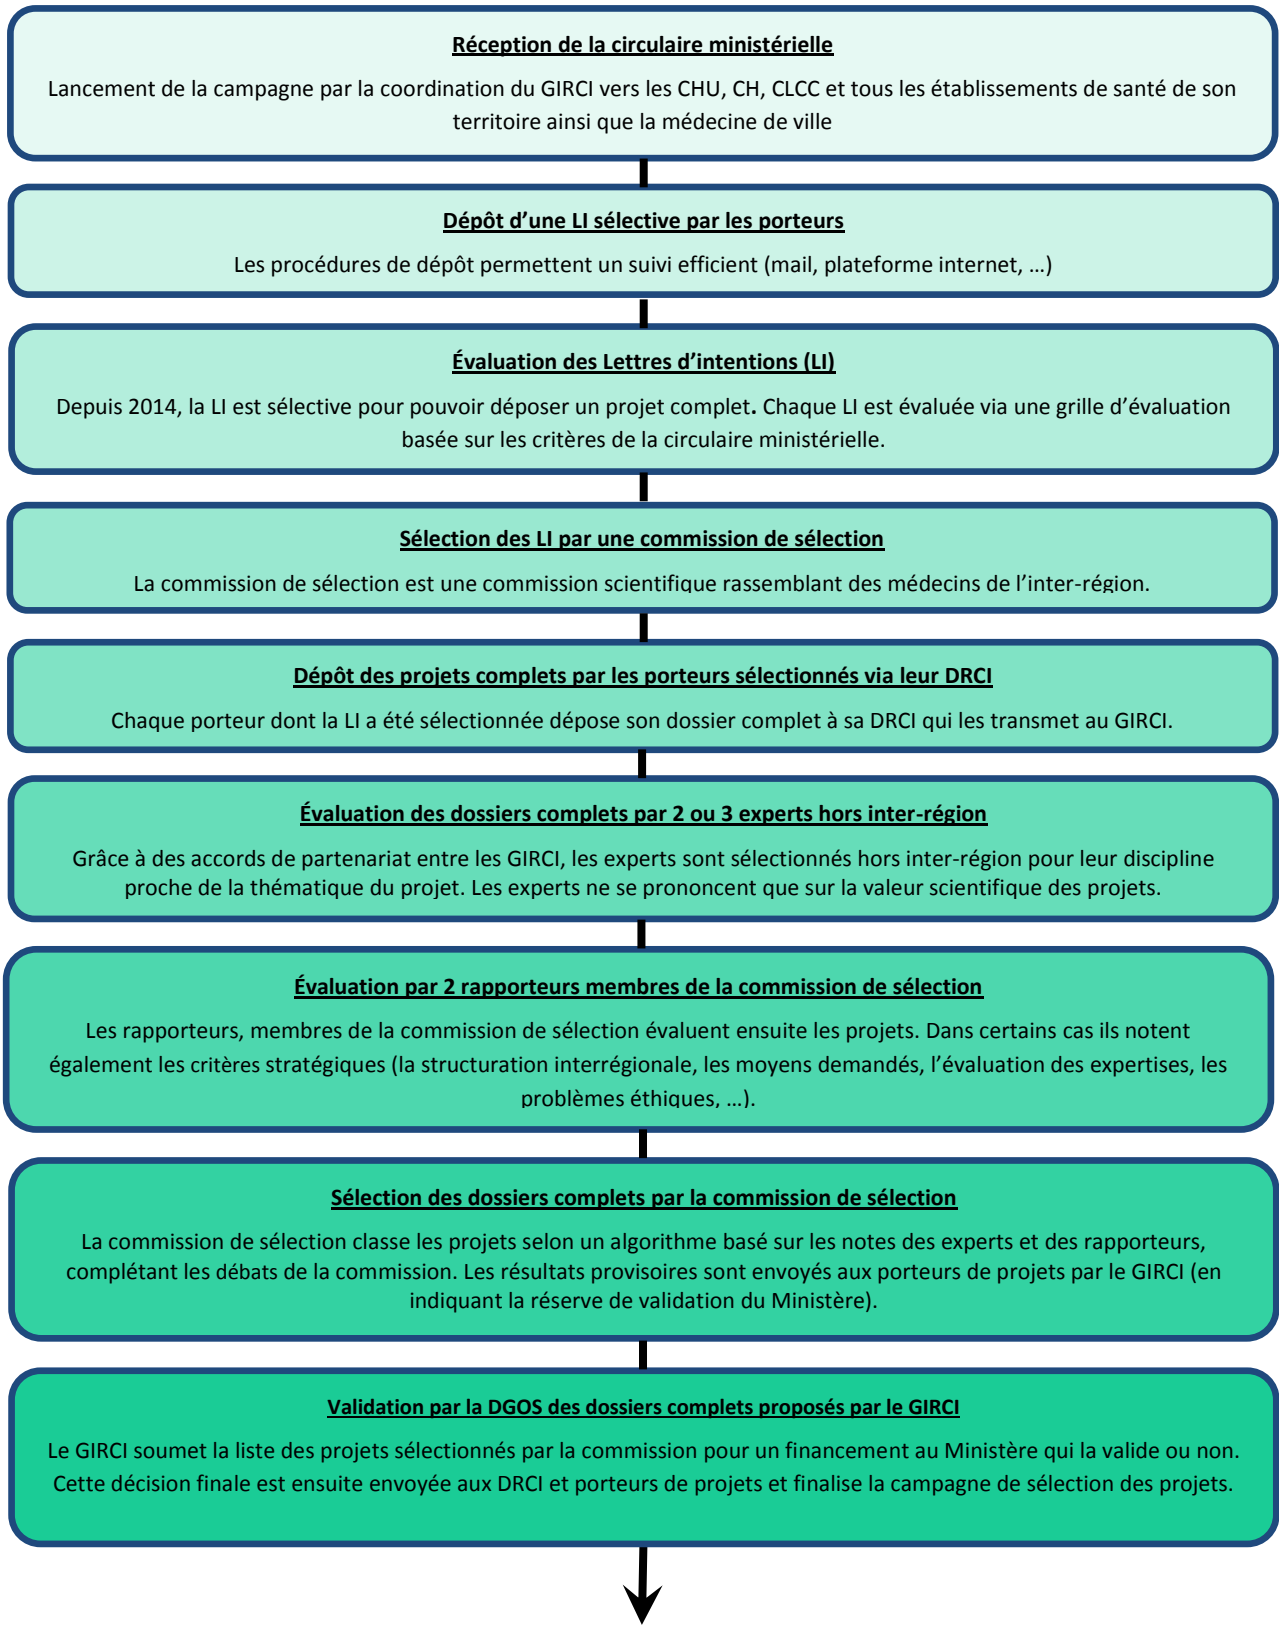 Réception de la circulaire ministérielle
Lancement de la campagne par la coordination du GIRCI vers les CHU, CH, CLCC et tous les établissements de santé de son
territoire ainsi que la médecine de ville
Dépôt d’une LI sélective par les porteurs
Les procédures de dépôt permettent un suivi efficient (mail, plateforme internet, …)
Évaluation des Lettres d’intentions (LI)
Depuis 2014, la LI est sélective pour pouvoir déposer un projet complet. Chaque LI est évaluée via une grille d’évaluation
basée sur les critères de la circulaire ministérielle.
Sélection des LI par une commission de sélection
La commission de sélection est une commission scientifique rassemblant des médecins de l’inter-région.
Dépôt des projets complets par les porteurs sélectionnés via leur DRCI
Chaque porteur dont la LI a été sélectionnée dépose son dossier complet à sa DRCI qui les transmet au GIRCI.
Évaluation des dossiers complets par 2 ou 3 experts hors inter-région
Grâce à des accords de partenariat entre les GIRCI, les experts sont sélectionnés hors inter-région pour leur discipline
proche de la thématique du projet. Les experts ne se prononcent que sur la valeur scientifique des projets.
Évaluation par 2 rapporteurs membres de la commission de sélection
Les rapporteurs, membres de la commission de sélection évaluent ensuite les projets. Dans certains cas ils notent
également les critères stratégiques (la structuration interrégionale, les moyens demandés, l’évaluation des expertises, les
problèmes éthiques, …).
Sélection des dossiers complets par la commission de sélection
La commission de sélection classe les projets selon un algorithme basé sur les notes des experts et des rapporteurs,
complétant les débats de la commission. Les résultats provisoires sont envoyés aux porteurs de projets par le GIRCI (en
indiquant la réserve de validation du Ministère).
Validation par la DGOS des dossiers complets proposés par le GIRCI
Le GIRCI soumet la liste des projets sélectionnés par la commission pour un financement au Ministère qui la valide ou non.
Cette décision finale est ensuite envoyée aux DRCI et porteurs de projets et finalise la campagne de sélection des projets.